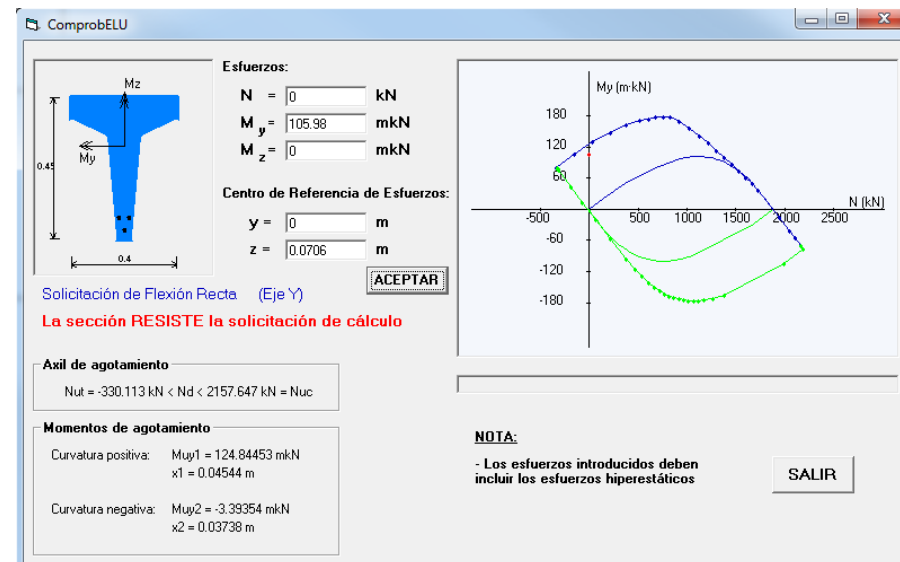 ComprobELU
Mz
My
0.45
0.4
Esfuerzos:
N = 0 kN
M y = 105.98 mkN
M z = 0 mkN
Centro de Referencia de Esfuerzos:
y = 0 m
z = 0.0706 m
ACEPTAR
Solicitación de Flexión Recta (Eje Y)
La sección RESISTE la solicitación de cálculo
My (m·kN)
180
120
60
N (kN)
-500 500 1000 1500 2000 2500
-60
-120
-180
Axil de agotamiento
Nut = -330.113 kN < Nd < 2157.647 kN = Nuc
Momentos de agotamiento
Curvatura positiva: Muy1 = 124.84453 mkN
x1 = 0.04544 m
Curvatura negativa: Muy2 = -3.39354 mkN
x2 = 0.03738 m
NOTA:
- Los esfuerzos introducidos deben
incluir los esfuerzos hiperestáticos
SALIR